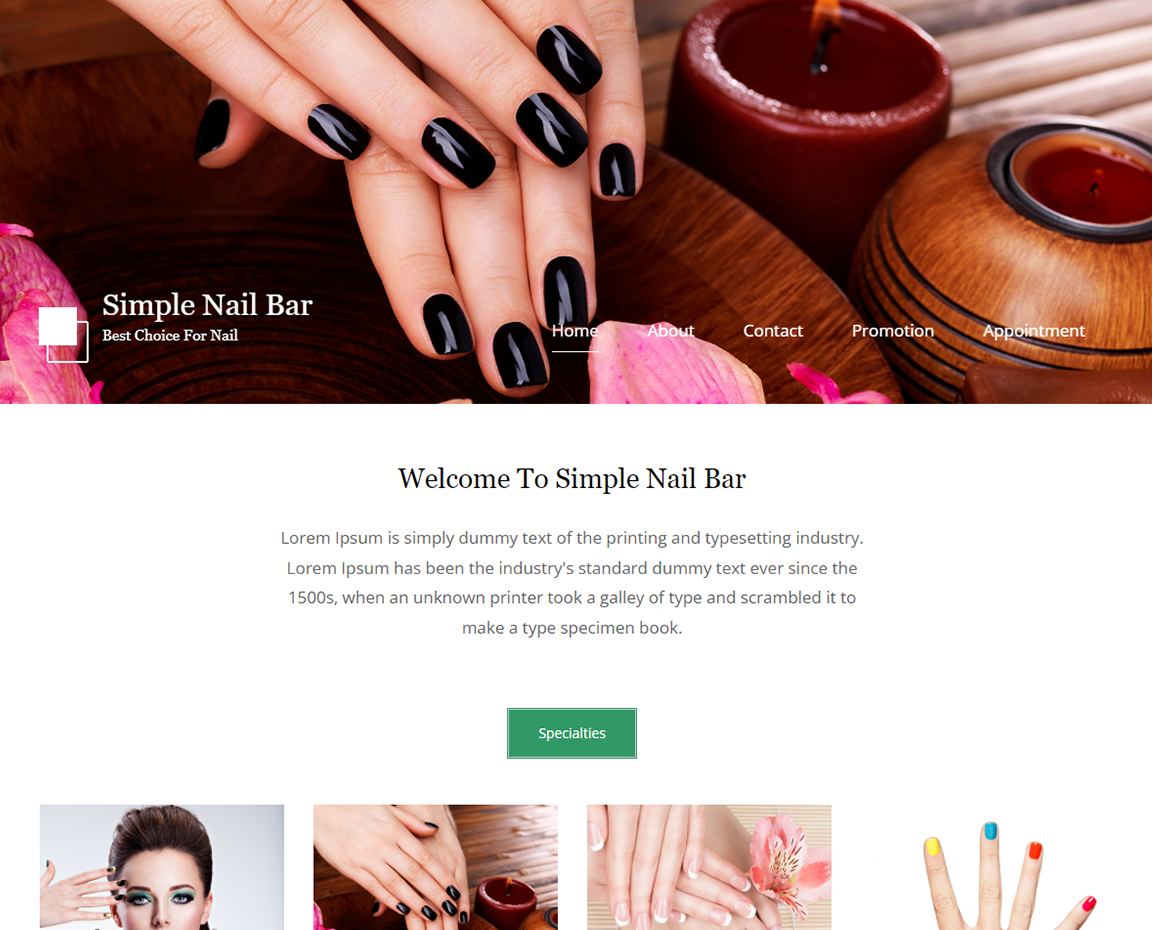 Simple Nail Bar
Best Choice For Nail
Home About Contact Promotion Appointment
Welcome To Simple Nail Bar
Lorem Ipsum is simply dummy text of the printing and typesetting industry.
Lorem Ipsum has been the industry's standard dummy text ever since the
1500s, when an unknown printer took a galley of type and scrambled it to
make a type specimen book.
Specialties